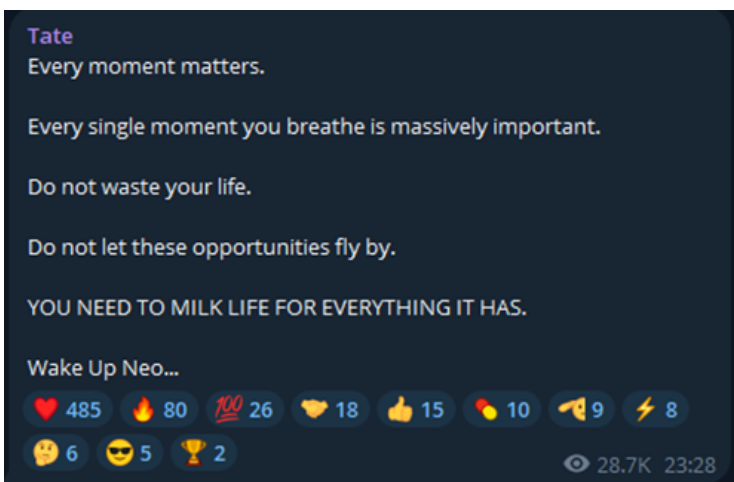 Tate
Every moment matters.
Every single moment you breathe is massively important.
Do not waste your life.
Do not let these opportunities fly by.
YOU NEED TO MILK LIFE FOR EVERYTHING IT HAS.
Wake Up Neo...
❤️ 485 🔥 80 💯 26 🤝 18 👍 15 💊 10 🫡 9 ⚡ 8
🤔 6 😎 5 🏆 2
28.7K 23:28